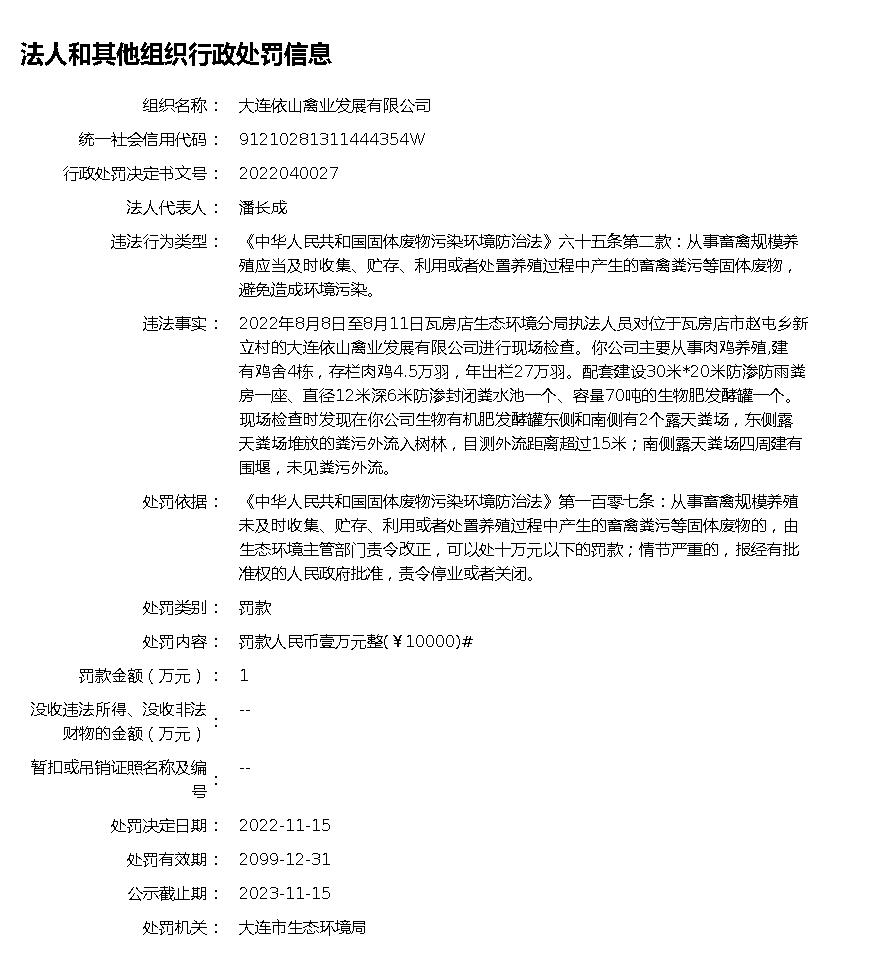 法人和其他组织行政处罚信息
组织名称： 大连依山禽业发展有限公司
统一社会信用代码： 91210281311444354W
行政处罚决定书文号： 2022040027
法人代表人： 潘长成
违法行为类型： 《中华人民共和国固体废物污染环境防治法》六十五条第二款：从事畜禽规模养
殖应当及时收集、贮存、利用或者处置养殖过程中产生的畜禽粪污等固体废物，
避免造成环境污染。
违法事实： 2022年8月8日至8月11日瓦房店生态环境分局执法人员对位于瓦房店市赵屯乡新
立村的大连依山禽业发展有限公司进行现场检查。你公司主要从事肉鸡养殖,建
有鸡舍4栋，存栏肉鸡4.5万羽，年出栏27万羽。配套建设30米*20米防渗防雨粪
房一座、直径12米深6米防渗封闭粪水池一个、容量70吨的生物肥发酵罐一个。
现场检查时发现在你公司生物有机肥发酵罐东侧和南侧有2个露天粪场，东侧露
天粪场堆放的粪污外流入树林，目测外流距离超过15米；南侧露天粪场四周建有
围堰，未见粪污外流。
处罚依据： 《中华人民共和国固体废物污染环境防治法》第一百零七条：从事畜禽规模养殖
未及时收集、贮存、利用或者处置养殖过程中产生的畜禽粪污等固体废物的，由
生态环境主管部门责令改正，可以处十万元以下的罚款；情节严重的，报经有批
准权的人民政府批准，责令停业或者关闭。
处罚类别： 罚款
处罚内容： 罚款人民币壹万元整(￥10000)#
罚款金额（万元）： 1
没收违法所得、没收非法
财物的金额（万元）： --
暂扣或吊销证照名称及编
号： --
处罚决定日期： 2022-11-15
处罚有效期： 2099-12-31
公示截止期： 2023-11-15
处罚机关： 大连市生态环境局